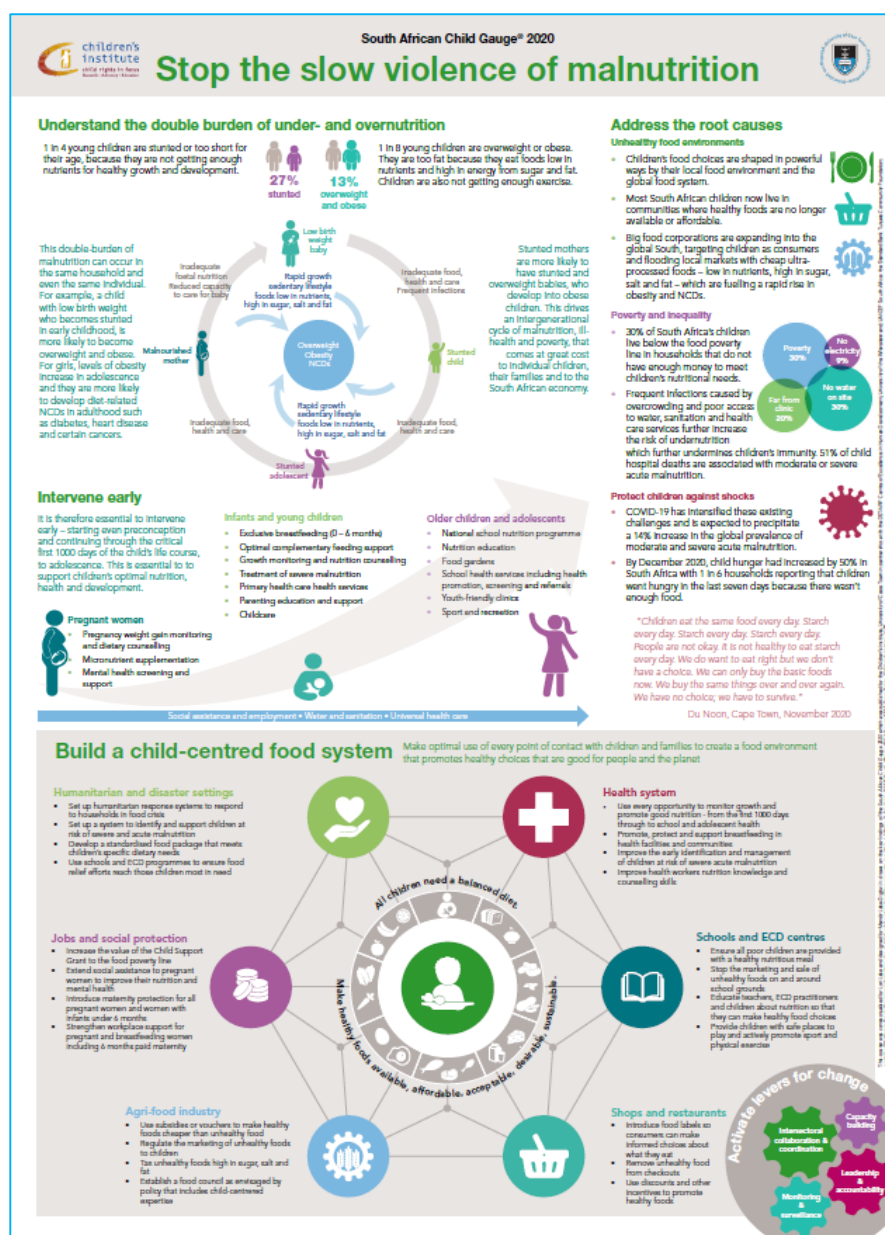 children's
institute
child rights in focus
Research • Advocacy • Education
South African Child Gauge® 2020
Stop the slow violence of malnutrition
Understand the double burden of under- and overnutrition
1 in 4 young children are stunted or too short for
their age, because they are not getting enough
nutrients for healthy growth and development.
27%
stunted
13%
overweight
and obese
1 in 8 young children are overweight or obese.
They are too fat because they eat foods low in
nutrients and high in energy from sugar and fat.
Children are also not getting enough exercise.
This double-burden of
malnutrition can occur in
the same household and
even the same individual.
For example, a child
with low birth weight
who becomes stunted
in early childhood, is
more likely to become
overweight and obese.
For girls, levels of obesity
increase in adolescence
and they are more likely
to develop diet-related
NCDs in adulthood such
as diabetes, heart disease
and certain cancers.
Low birth
weight
baby
Inadequate
foetal nutrition
Reduced capacity
to care for baby
Rapid growth
sedentary lifestyle
foods low in nutrients,
high in sugar, salt and fat
Inadequate food,
health and care
Frequent infections
Malnourished
mother
Overweight
Obesity
NCDs
Stunted
child
Rapid growth
sedentary lifestyle
foods low in nutrients,
high in sugar, salt and fat
Inadequate food,
health and care
Inadequate food,
health and care
Stunted
adolescent
Stunted mothers
are more likely to
have stunted and
overweight babies, who
develop into obese
children. This drives
an intergenerational
cycle of malnutrition, ill-
health and poverty, that
comes at great cost
to individual children,
their families and to the
South African economy.
Intervene early
It is therefore essential to intervene
early – starting even preconception
and continuing through the critical
first 1000 days of the child's life course,
to adolescence. This is essential to to
support children's optimal nutrition,
health and development.
Pregnant women
• Pregnancy weight gain monitoring
and dietary counselling
• Micronutrient supplementation
• Mental health screening and
support
Infants and young children
• Exclusive breastfeeding (0 – 6 months)
• Optimal complementary feeding support
• Growth monitoring and nutrition counselling
• Treatment of severe malnutrition
• Primary health care health services
• Parenting education and support
• Childcare
Older children and adolescents
• National school nutrition programme
• Nutrition education
• Food gardens
• School health services including health
promotion, screening and referrals
• Youth-friendly clinics
• Sport and recreation
Social assistance and employment • Water and sanitation • Universal health care
Address the root causes
Unhealthy food environments
• Children's food choices are shaped in powerful
ways by their local food environment and the
global food system.
• Most South African children now live in
communities where healthy foods are no longer
available or affordable.
• Big food corporations are expanding into the
global South, targeting children as consumers
and flooding local markets with cheap ultra-
processed foods – low in nutrients, high in sugar,
salt and fat – which are fuelling a rapid rise in
obesity and NCDs.
Poverty and inequality
• 30% of South Africa's children
live below the food poverty
line in households that do not
have enough money to meet
children's nutritional needs.
• Frequent infections caused by
overcrowding and poor access
to water, sanitation and health
care services further increase
the risk of undernutrition
which further undermines children's immunity. 51% of child
hospital deaths are associated with moderate or severe
acute malnutrition.
Poverty
30%
No
electricity
9%
Far from
clinic
20%
No water
on site
30%
Protect children against shocks
• COVID-19 has intensified these existing
challenges and is expected to precipitate
a 14% increase in the global prevalence of
moderate and severe acute malnutrition.
• By December 2020, child hunger had increased by 50% in
South Africa with 1 in 6 households reporting that children
went hungry in the last seven days because there wasn't
enough food.
"Children eat the same food every day. Starch
every day. Starch every day. Starch every day.
People are not okay. It is not healthy to eat starch
every day. We do want to eat right but we don't
have a choice. We can only buy the basic foods
now. We buy the same things over and over again.
We have no choice; we have to survive."
Du Noon, Cape Town, November 2020
Build a child-centred food system
Make optimal use of every point of contact with children and families to create a food environment
that promotes healthy choices that are good for people and the planet
Humanitarian and disaster settings
• Set up humanitarian response systems to respond
to households in food crisis
• Set up a system to identify and support children at
risk of severe and acute malnutrition
• Develop a standardised food package that meets
children's specific dietary needs
• Use schools and ECD programmes to ensure food
relief efforts reach those children most in need
Health system
• Use every opportunity to monitor growth and
promote good nutrition - from the first 1000 days
through to school and adolescent health
• Promote, protect and support breastfeeding in
health facilities and communities
• Improve the early identification and management
of children at risk of severe acute malnutrition
• Improve health workers nutrition knowledge and
counselling skills
Jobs and social protection
• Increase the value of the Child Support
Grant to the food poverty line
• Extend social assistance to pregnant
women to improve their nutrition and
mental health
• Introduce maternity protection for all
pregnant women and women with
infants under 6 months
• Strengthen workplace support for
pregnant and breastfeeding women
including 6 months paid maternity
All children need a balanced diet.
Make healthy foods available, affordable, acceptable, desirable, sustainable.
Schools and ECD centres
• Ensure all poor children are provided
with a healthy nutritious meal
• Stop the marketing and sale of
unhealthy foods on and around
school grounds
• Educate teachers, ECD practitioners
and children about nutrition so that
they can make healthy food choices
• Provide children with safe places to
play and actively promote sport and
physical exercise
Agri-food industry
• Use subsidies or vouchers to make healthy
foods cheaper than unhealthy food
• Regulate the marketing of unhealthy foods
to children
• Tax unhealthy foods high in sugar, salt and
fat
• Establish a food council as envisaged by
policy that includes child-centrered
expertise
Shops and restaurants
• Introduce food labels so
consumers can make
informed choices about
what they eat
• Remove unhealthy food
from checkouts
• Use discounts and other
incentives to promote
healthy foods
Activate levers for change
Intersectoral
collaboration &
coordination
Capacity
building
Leadership
&
accountability
Monitoring
&
surveillance